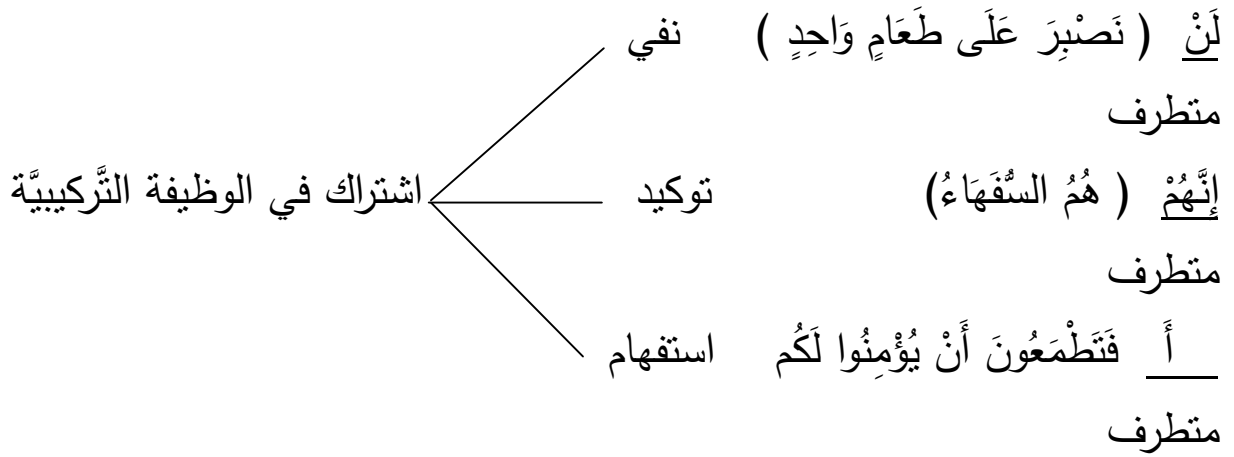 لَنْ ( نَصْبِرَ عَلَى طَعَامٍ وَاحِدٍ ) نفي
متطرف
إِنَّهُمْ ( هُمُ السُّفَهَاءُ) توكيد اشتراك في الوظيفة التَّركيبيَّة
متطرف
أَ فَتَطْمَعُونَ أَنْ يُؤْمِنُوا لَكُم استفهام
متطرف